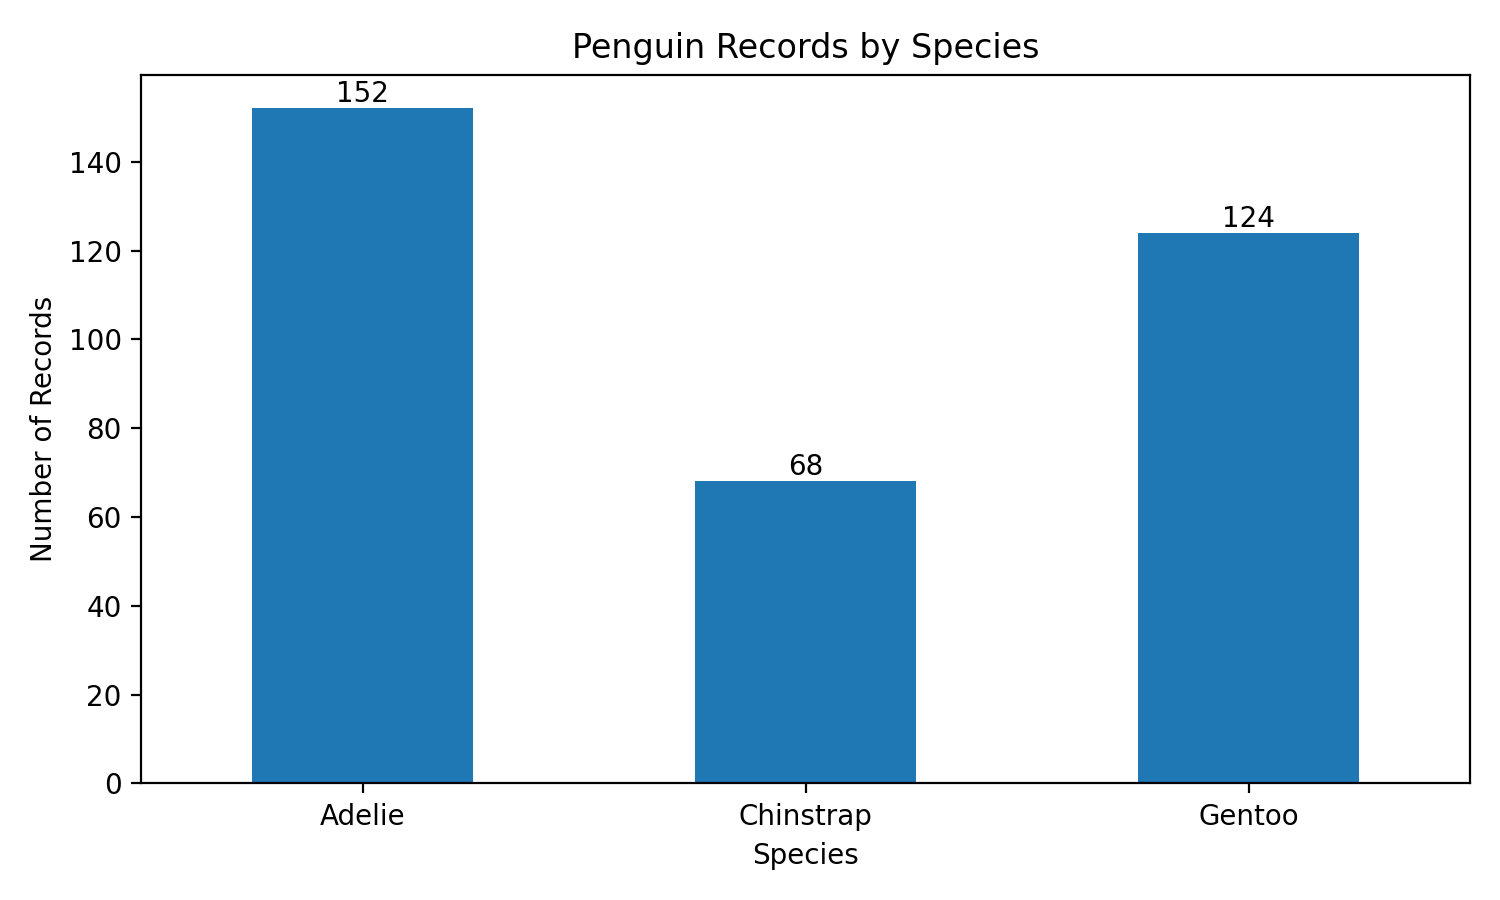 Penguin Records by Species
152
124
68
140
120
100
80
60
40
20
0
Number of Records
Adelie
Chinstrap
Gentoo
Species